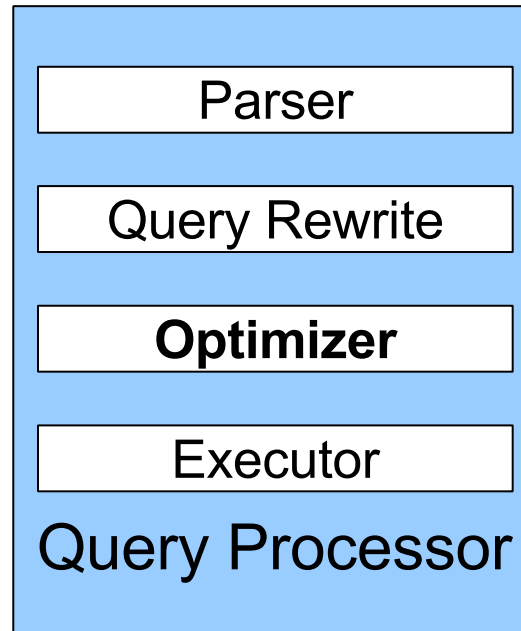 Parser
Query Rewrite
Optimizer
Executor
Query Processor